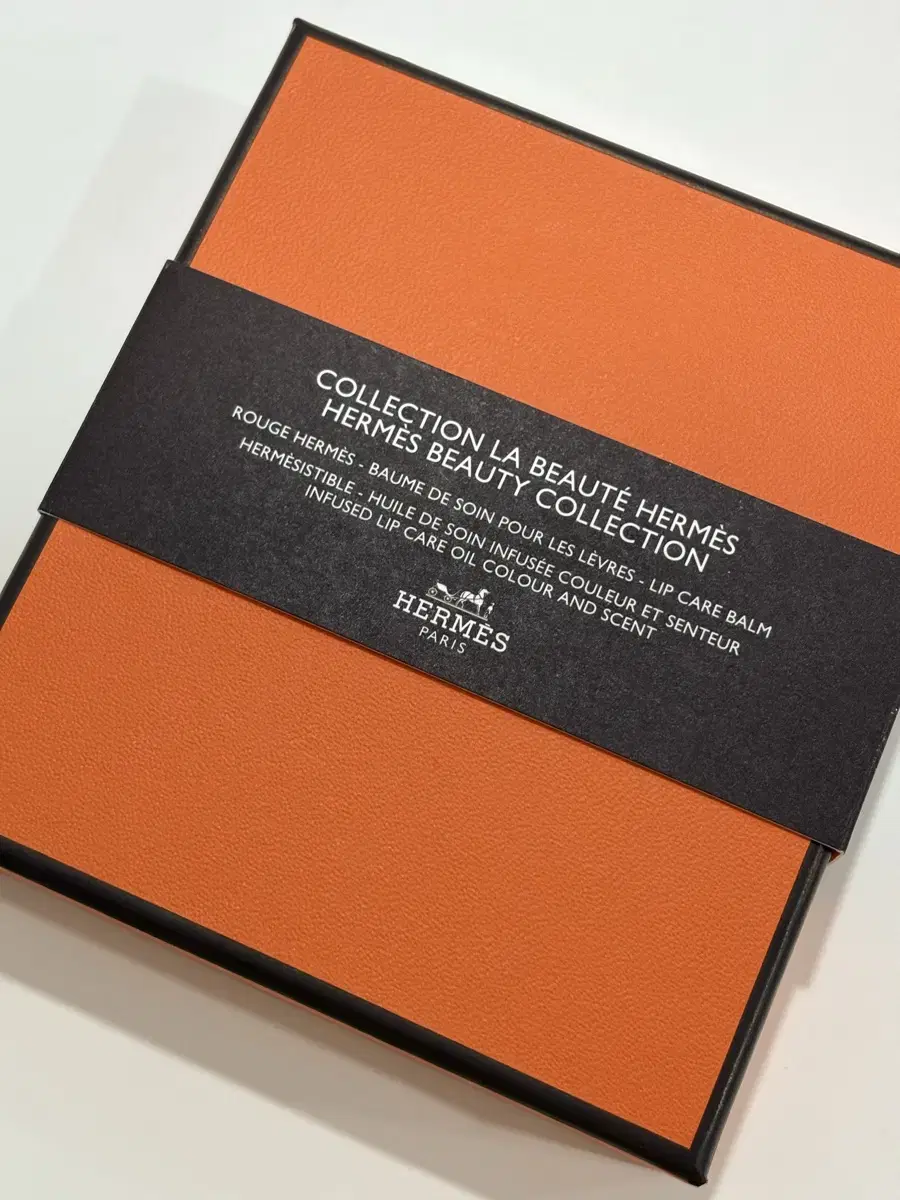 COLLECTION LA BEAUTÉ HERMÈS
HERMÈS BEAUTY COLLECTION
ROUGE HERMÈS - BAUME DE SOIN POUR LES LÈVRES - LIP CARE BALM
HERMÈSISTIBLE - HUILE DE SOIN INFUSÉE COULEUR ET SENTEUR
INFUSED LIP CARE OIL COLOUR AND SCENT
HERMÈS
PARIS